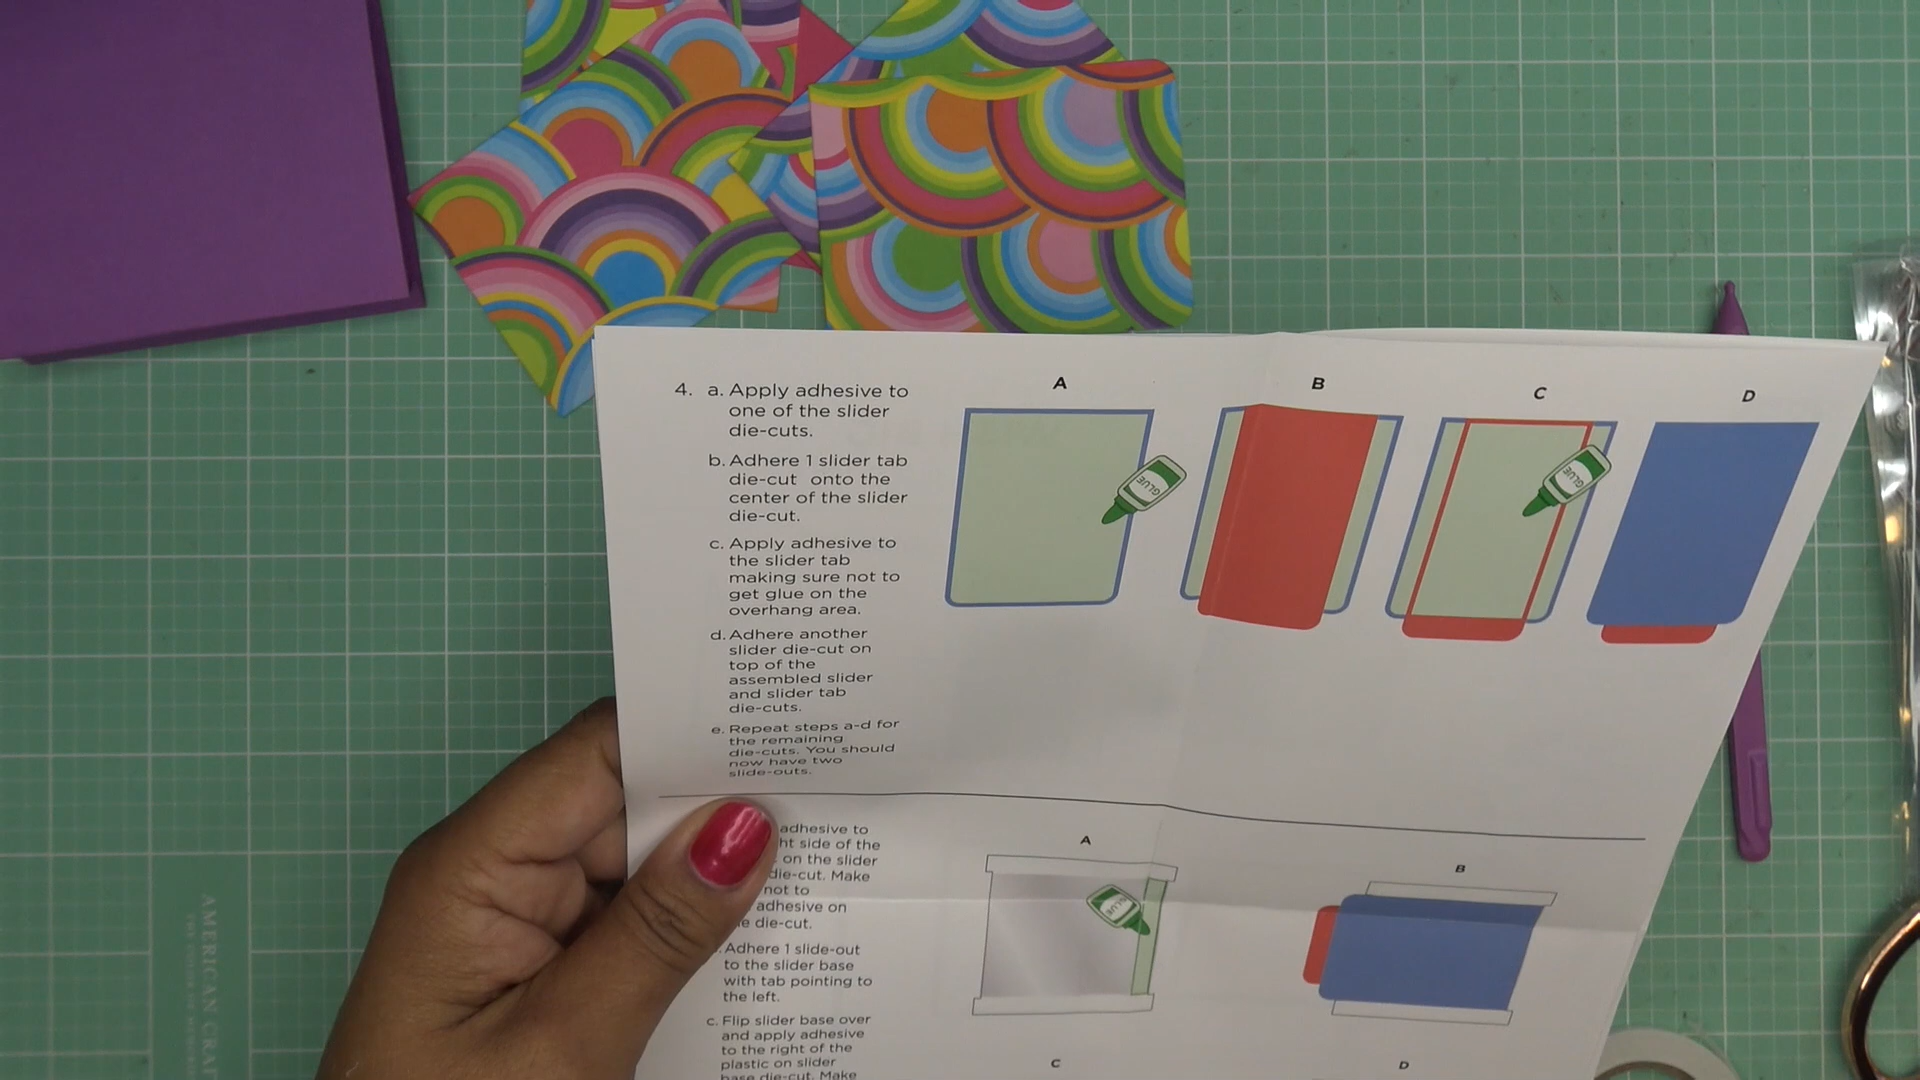 4. a. Apply adhesive to
one of the slider
die-cuts.
b. Adhere 1 slider tab
die-cut onto the
center of the slider
die-cut.
c. Apply adhesive to
the slider tab
making sure not to
get glue on the
overhang area.
d. Adhere another
slider die-cut on
top of the
assembled slider
and slider tab
die-cuts.
e. Repeat steps a-d for
the remaining
die-cuts. You should
now have two
slide-outs.
A
B
C
D
GLUE
GLUE
adhesive to
side of the
on the slider
die-cut. Make
not to
adhesive on
die-cut.
Adhere 1 slide-out
to the slider base
with tab pointing to
the left.
c. Flip slider base over
and apply adhesive
to the right of the
plastic on slider
base die-cut. Make
A
GLUE
B
C
D
AMERICAN CRAF